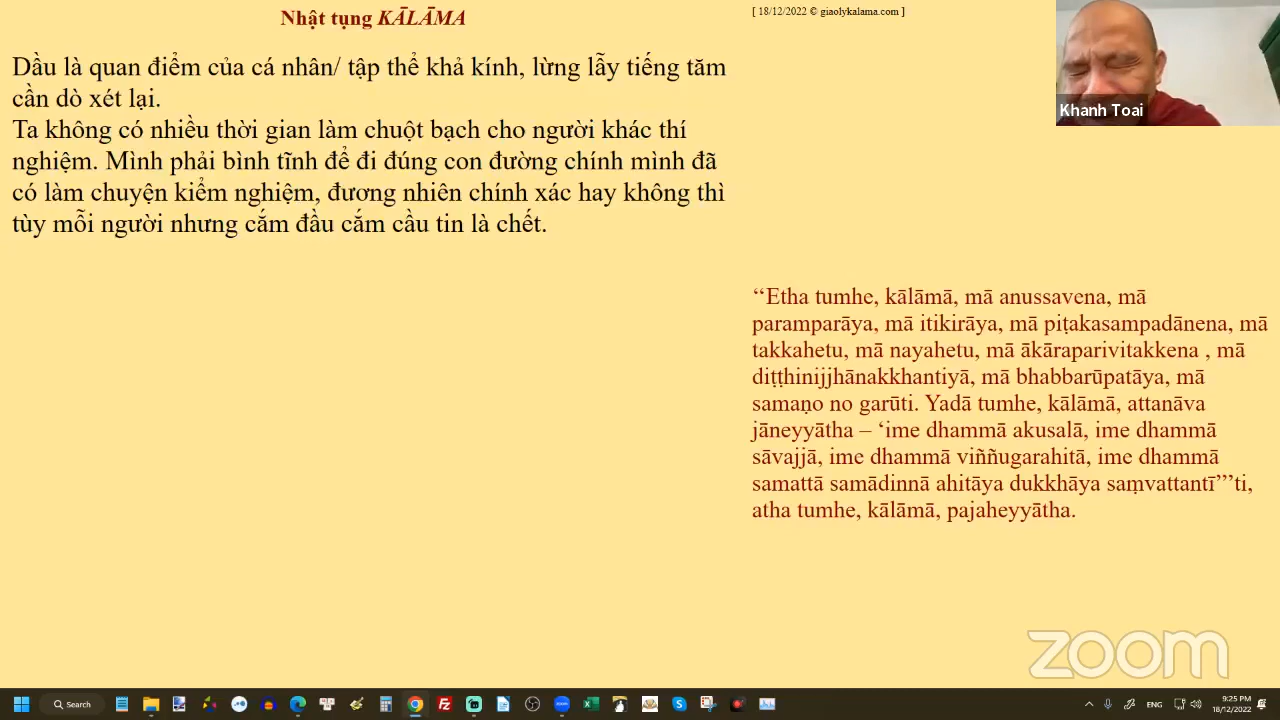 Nhật tụng KĀLĀMA
[ 18/12/2022 © giaolykalama.com ]
Dầu là quan điểm của cá nhân/ tập thể khả kính, lừng lẫy tiếng tăm
cần dò xét lại.
Ta không có nhiều thời gian làm chuột bạch cho người khác thí
nghiệm. Mình phải bình tĩnh để đi đúng con đường chính mình đã
có làm chuyện kiểm nghiệm, đương nhiên chính xác hay không thì
tùy mỗi người nhưng cắm đầu cắm cầu tin là chết.
Khanh Toai
“Etha tumhe, kālāmā, mā anussavena, mā
paramparāya, mā itikirāya, mā piṭakasampadānena, mā
takkahetu, mā nayahetu, mā ākāraparivitakkena , mā
diṭṭhinijjhānakkhantiyā, mā bhabbarūpatāya, mā
samaṇo no garūti. Yadā tumhe, kālāmā, attanāva
jāneyyātha – ‘ime dhammā akusalā, ime dhammā
sāvajjā, ime dhammā viññugarahitā, ime dhammā
samattā samādinnā ahitāya dukkhāya saṃvattantī’”ti,
atha tumhe, kālāmā, pajaheyyātha.
zoom
Search
ENG
9:25 PM
18/12/2022